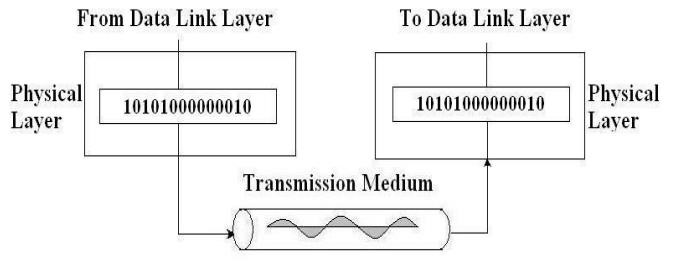 From Data Link Layer
To Data Link Layer
Physical
Layer
10101000000010
10101000000010
Physical
Layer
Transmission Medium